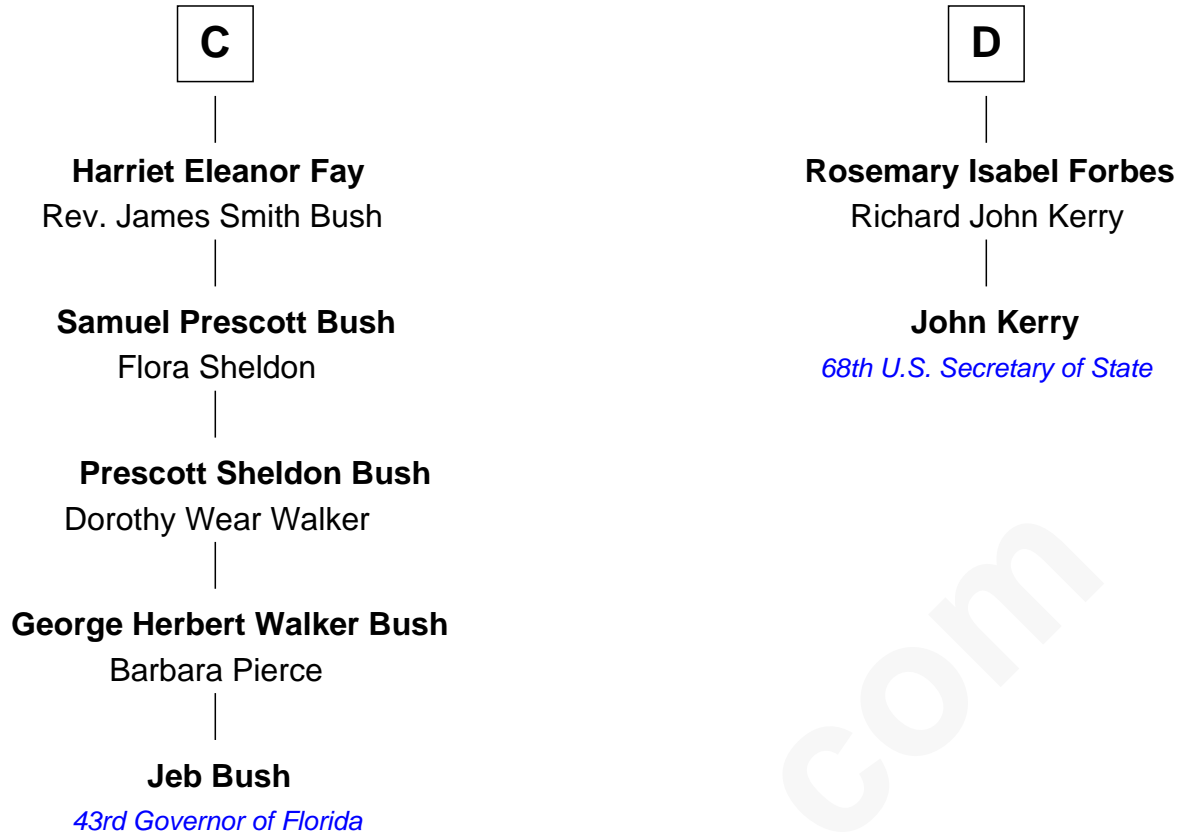 C
Harriet Eleanor Fay
Rev. James Smith Bush
Samuel Prescott Bush
Flora Sheldon
Prescott Sheldon Bush
Dorothy Wear Walker
George Herbert Walker Bush
Barbara Pierce
Jeb Bush
43rd Governor of Florida
D
Rosemary Isabel Forbes
Richard John Kerry
John Kerry
68th U.S. Secretary of State
com